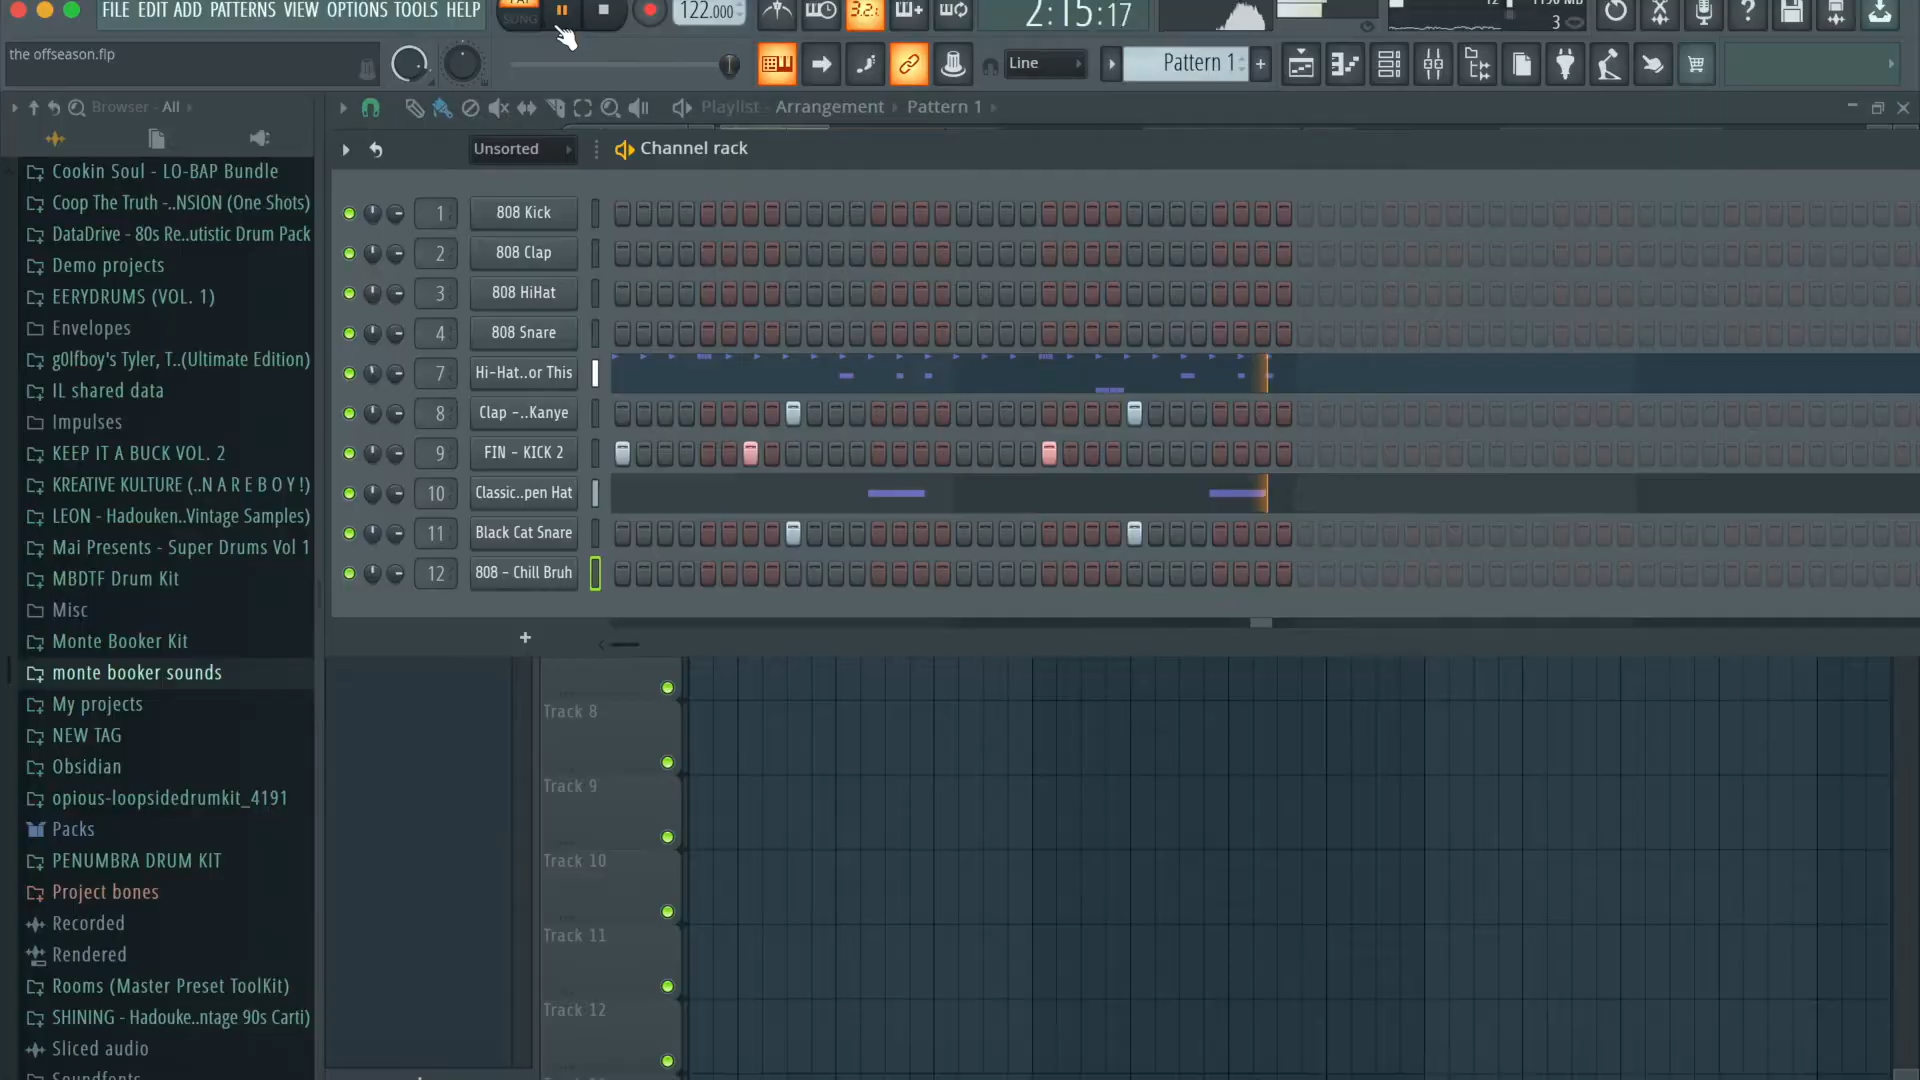 FILE EDIT ADD PATTERNS VIEW OPTIONS TOOLS HELP
SONG
122.000
3.2
2:15:17
3
the offseason.flp
Line
Pattern 1
Browser - All
Playlist - Arrangement Pattern 1
Unsorted
Channel rack
Cookin Soul - LO-BAP Bundle
Coop The Truth -..NSION (One Shots)
DataDrive - 80s Re..utistic Drum Pack
Demo projects
EERYDRUMS (VOL. 1)
Envelopes
g0lfboy's Tyler, T..(Ultimate Edition)
IL shared data
Impulses
KEEP IT A BUCK VOL. 2
KREATIVE KULTURE (..N A R E B O Y !)
LEON - Hadouken..Vintage Samples)
Mai Presents - Super Drums Vol 1
MBDTF Drum Kit
Misc
Monte Booker Kit
monte booker sounds
My projects
NEW TAG
Obsidian
opious-loopsidedrumkit_4191
Packs
PENUMBRA DRUM KIT
Project bones
Recorded
Rendered
Rooms (Master Preset ToolKit)
SHINING - Hadouke..ntage 90s Carti)
Sliced audio
1 808 Kick
2 808 Clap
3 808 HiHat
4 808 Snare
7 Hi-Hat..or This
8 Clap -..Kanye
9 FIN - KICK 2
10 Classic..pen Hat
11 Black Cat Snare
12 808 - Chill Bruh
Track 8
Track 9
Track 10
Track 11
Track 12